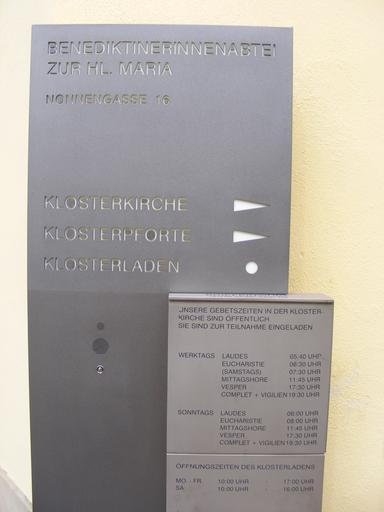 BENEDIKTINERINNENABTEI
ZUR HL. MARIA
NONNENGASSE 16
KLOSTERKIRCHE
KLOSTERPFORTE
KLOSTERLADEN
UNSERE GEBETSZEITEN IN DER KLOSTER-
KIRCHE SIND ÖFFENTLICH
SIE SIND ZUR TEILNAHME EINGELADEN
WERKTAGS LAUDES 05:40 UHR
EUCHARISTIE 06:30 UHR
(SAMSTAGS) 07:30 UHR
MITTAGSHORE 11:45 UHR
VESPER 17:30 UHR
COMPLET + VIGILIEN 19:30 UHR
SONNTAGS LAUDES 06:00 UHR
EUCHARISTIE 08:00 UHR
MITTAGSHORE 11:45 UHR
VESPER 17:30 UHR
COMPLET + VIGILIEN 19:30 UHR
ÖFFNUNGSZEITEN DES KLOSTERLADENS
MO - FR 10:00 UHR - 17:00 UHR
SA 10:00 UHR - 16:00 UHR